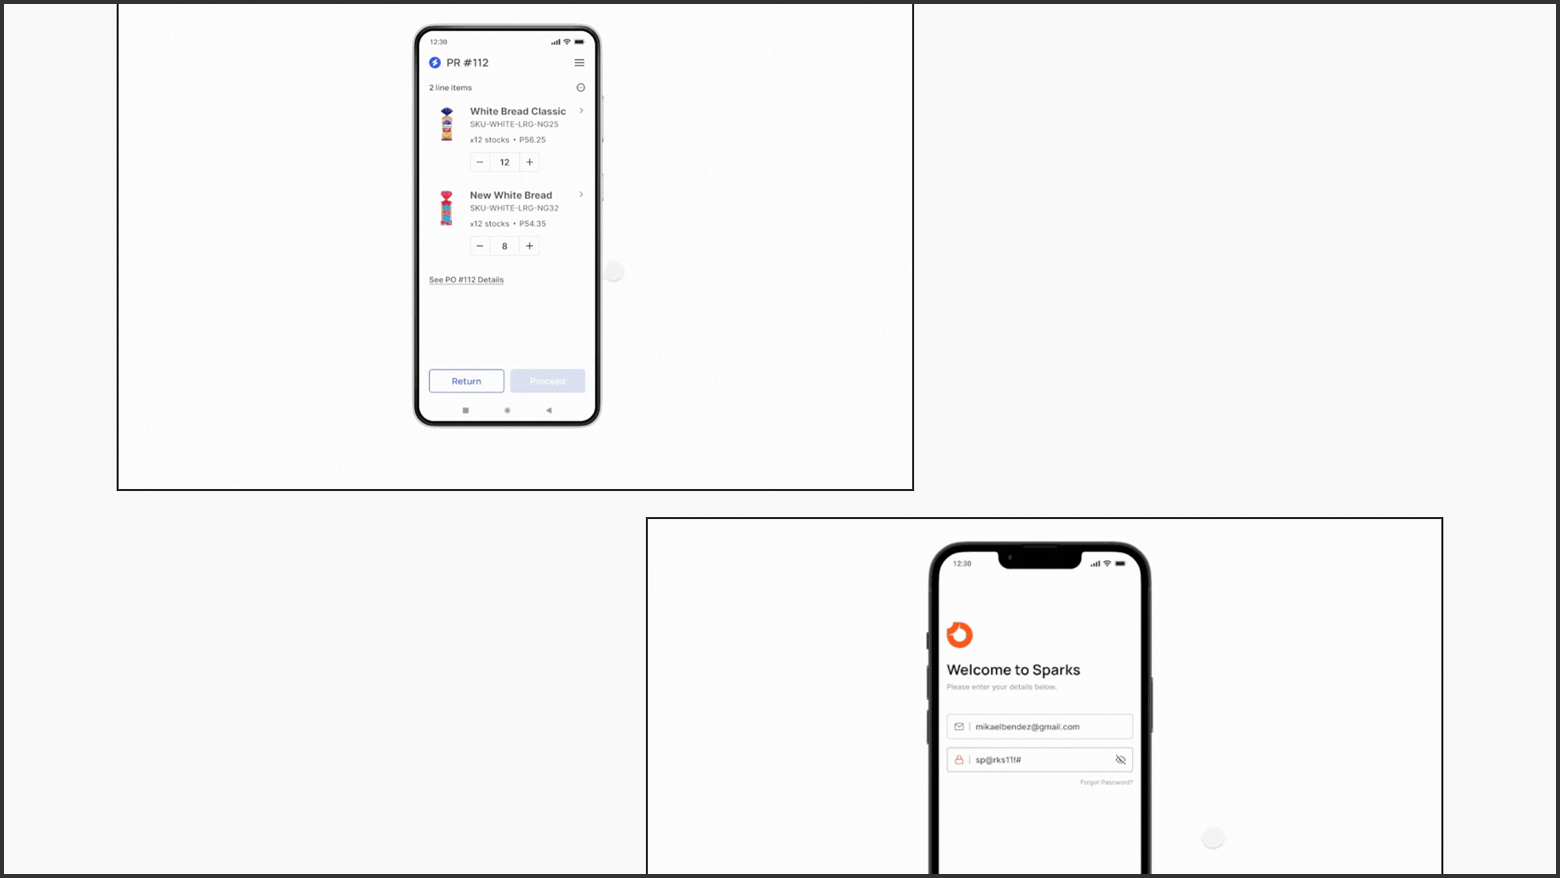 12:30
PR #112
2 line items
White Bread Classic
SKU-WHITE-LRG-NG25
x12 stocks • P56.25
12
New White Bread
SKU-WHITE-LRG-NG32
x12 stocks • P54.35
8
See PO #112 Details
Return Proceed
12:30
Welcome to Sparks
Please enter your details below.
mikaelbendez@gmail.com
sp@rks11!#
Forgot Password?